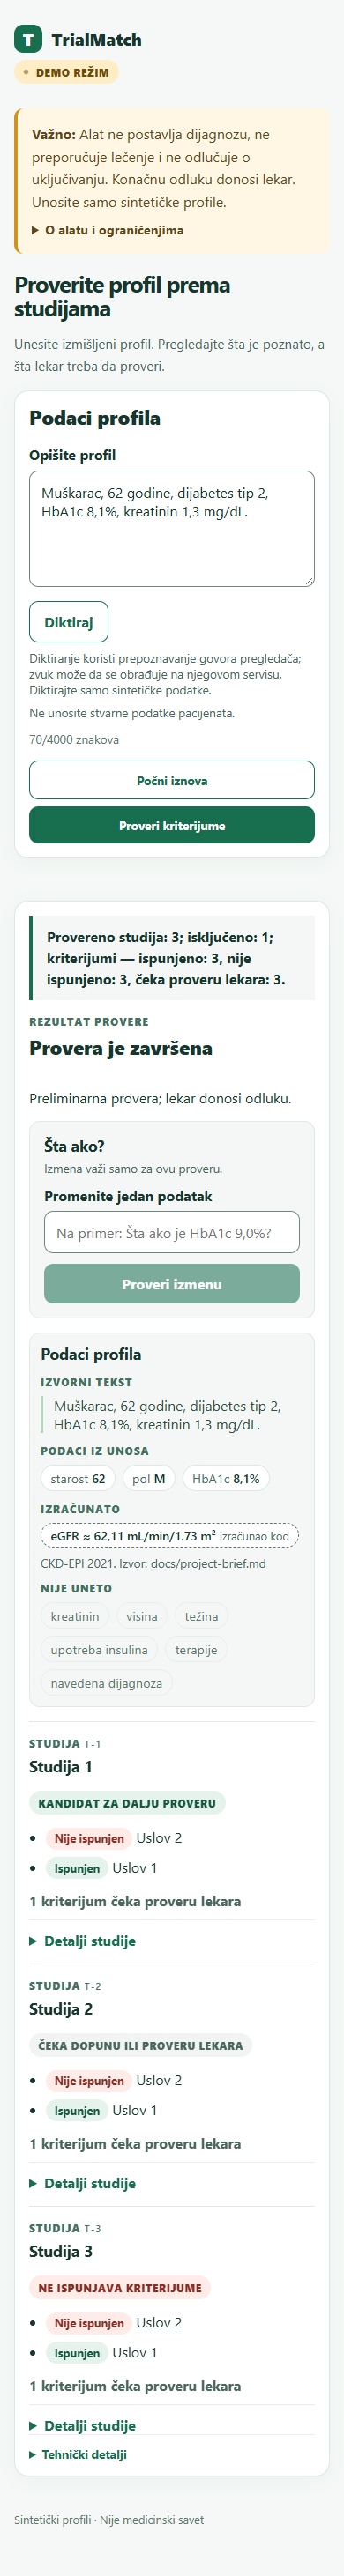 T TrialMatch
DEMO REŽIM
Važno: Alat ne postavlja dijagnozu, ne
preporučuje lečenje i ne odlučuje o
uključivanju. Konačnu odluku donosi lekar.
Unosite samo sintetičke profile.
▶ O alatu i ograničenjima
Proverite profil prema
studijama
Unesite izmišljeni profil. Pregledajte šta je poznato, a
šta lekar treba da proveri.
Podaci profila
Opišite profil
Muškarac, 62 godine, dijabetes tip 2,
HbA1c 8,1%, kreatinin 1,3 mg/dL.
Diktiraj
Diktiranje koristi prepoznavanje govora pregledača;
zvuk može da se obrađuje na njegovom servisu.
Diktirajte samo sintetičke podatke.
Ne unosite stvarne podatke pacijenata.
70/4000 znakova
Počni iznova
Proveri kriterijume
Provereno studija: 3; isključeno: 1;
kriterijumi — ispunjeno: 3, nije
ispunjeno: 3, čeka proveru lekara: 3.
REZULTAT PROVERE
Provera je završena
Preliminarna provera; lekar donosi odluku.
Šta ako?
Izmena važi samo za ovu proveru.
Promenite jedan podatak
Na primer: Šta ako je HbA1c 9,0%?
Proveri izmenu
Podaci profila
IZVORNI TEKST
Muškarac, 62 godine, dijabetes tip 2,
HbA1c 8,1%, kreatinin 1,3 mg/dL.
PODACI IZ UNOSA
starost 62 pol M HbA1c 8,1%
IZRAČUNATO
eGFR ≈ 62,11 mL/min/1.73 m² izračunao kod
CKD-EPI 2021. Izvor: docs/project-brief.md
NIJE UNETO
kreatinin visina težina
upotreba insulina terapije
navedena dijagnoza
STUDIJA T-1
Studija 1
KANDIDAT ZA DALJU PROVERU
• Nije ispunjen Uslov 2
• Ispunjen Uslov 1
1 kriterijum čeka proveru lekara
▶ Detalji studije
STUDIJA T-2
Studija 2
ČEKA DOPUNU ILI PROVERU LEKARA
• Nije ispunjen Uslov 2
• Ispunjen Uslov 1
1 kriterijum čeka proveru lekara
▶ Detalji studije
STUDIJA T-3
Studija 3
NE ISPUNJAVA KRITERIJUME
• Nije ispunjen Uslov 2
• Ispunjen Uslov 1
1 kriterijum čeka proveru lekara
▶ Detalji studije
▶ Tehnički detalji
Sintetički profili · Nije medicinski savet